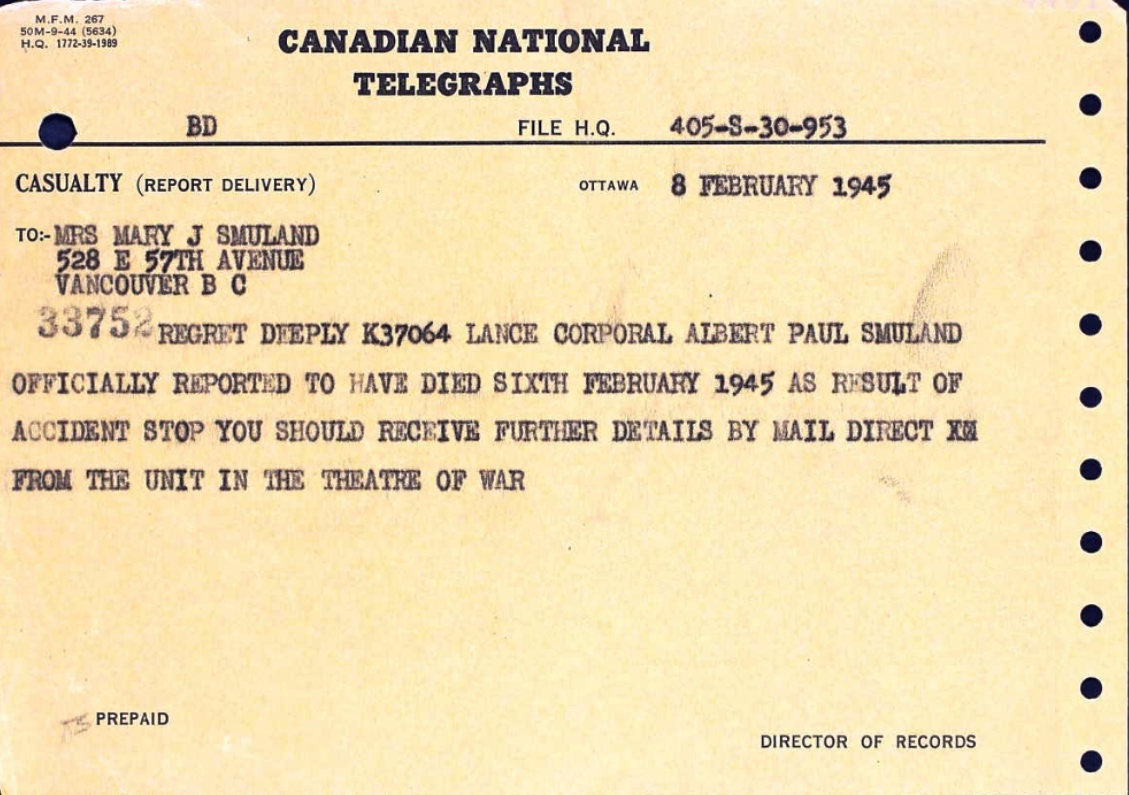 M.F.M. 267
50M-9-44 (5634)
H.Q. 1772-39-1989
CANADIAN NATIONAL
TELEGRAPHS
BD FILE H.Q. 405-S-30-953
CASUALTY (REPORT DELIVERY) OTTAWA 8 FEBRUARY 1945
TO:- MRS MARY J SMULAND
528 E 57TH AVENUE
VANCOUVER B C
33752 REGRET DEEPLY K37064 LANCE CORPORAL ALBERT PAUL SMULAND
OFFICIALLY REPORTED TO HAVE DIED SIXTH FEBRUARY 1945 AS RESULT OF
ACCIDENT STOP YOU SHOULD RECEIVE FURTHER DETAILS BY MAIL DIRECT
FROM THE UNIT IN THE THEATRE OF WAR
PREPAID
DIRECTOR OF RECORDS